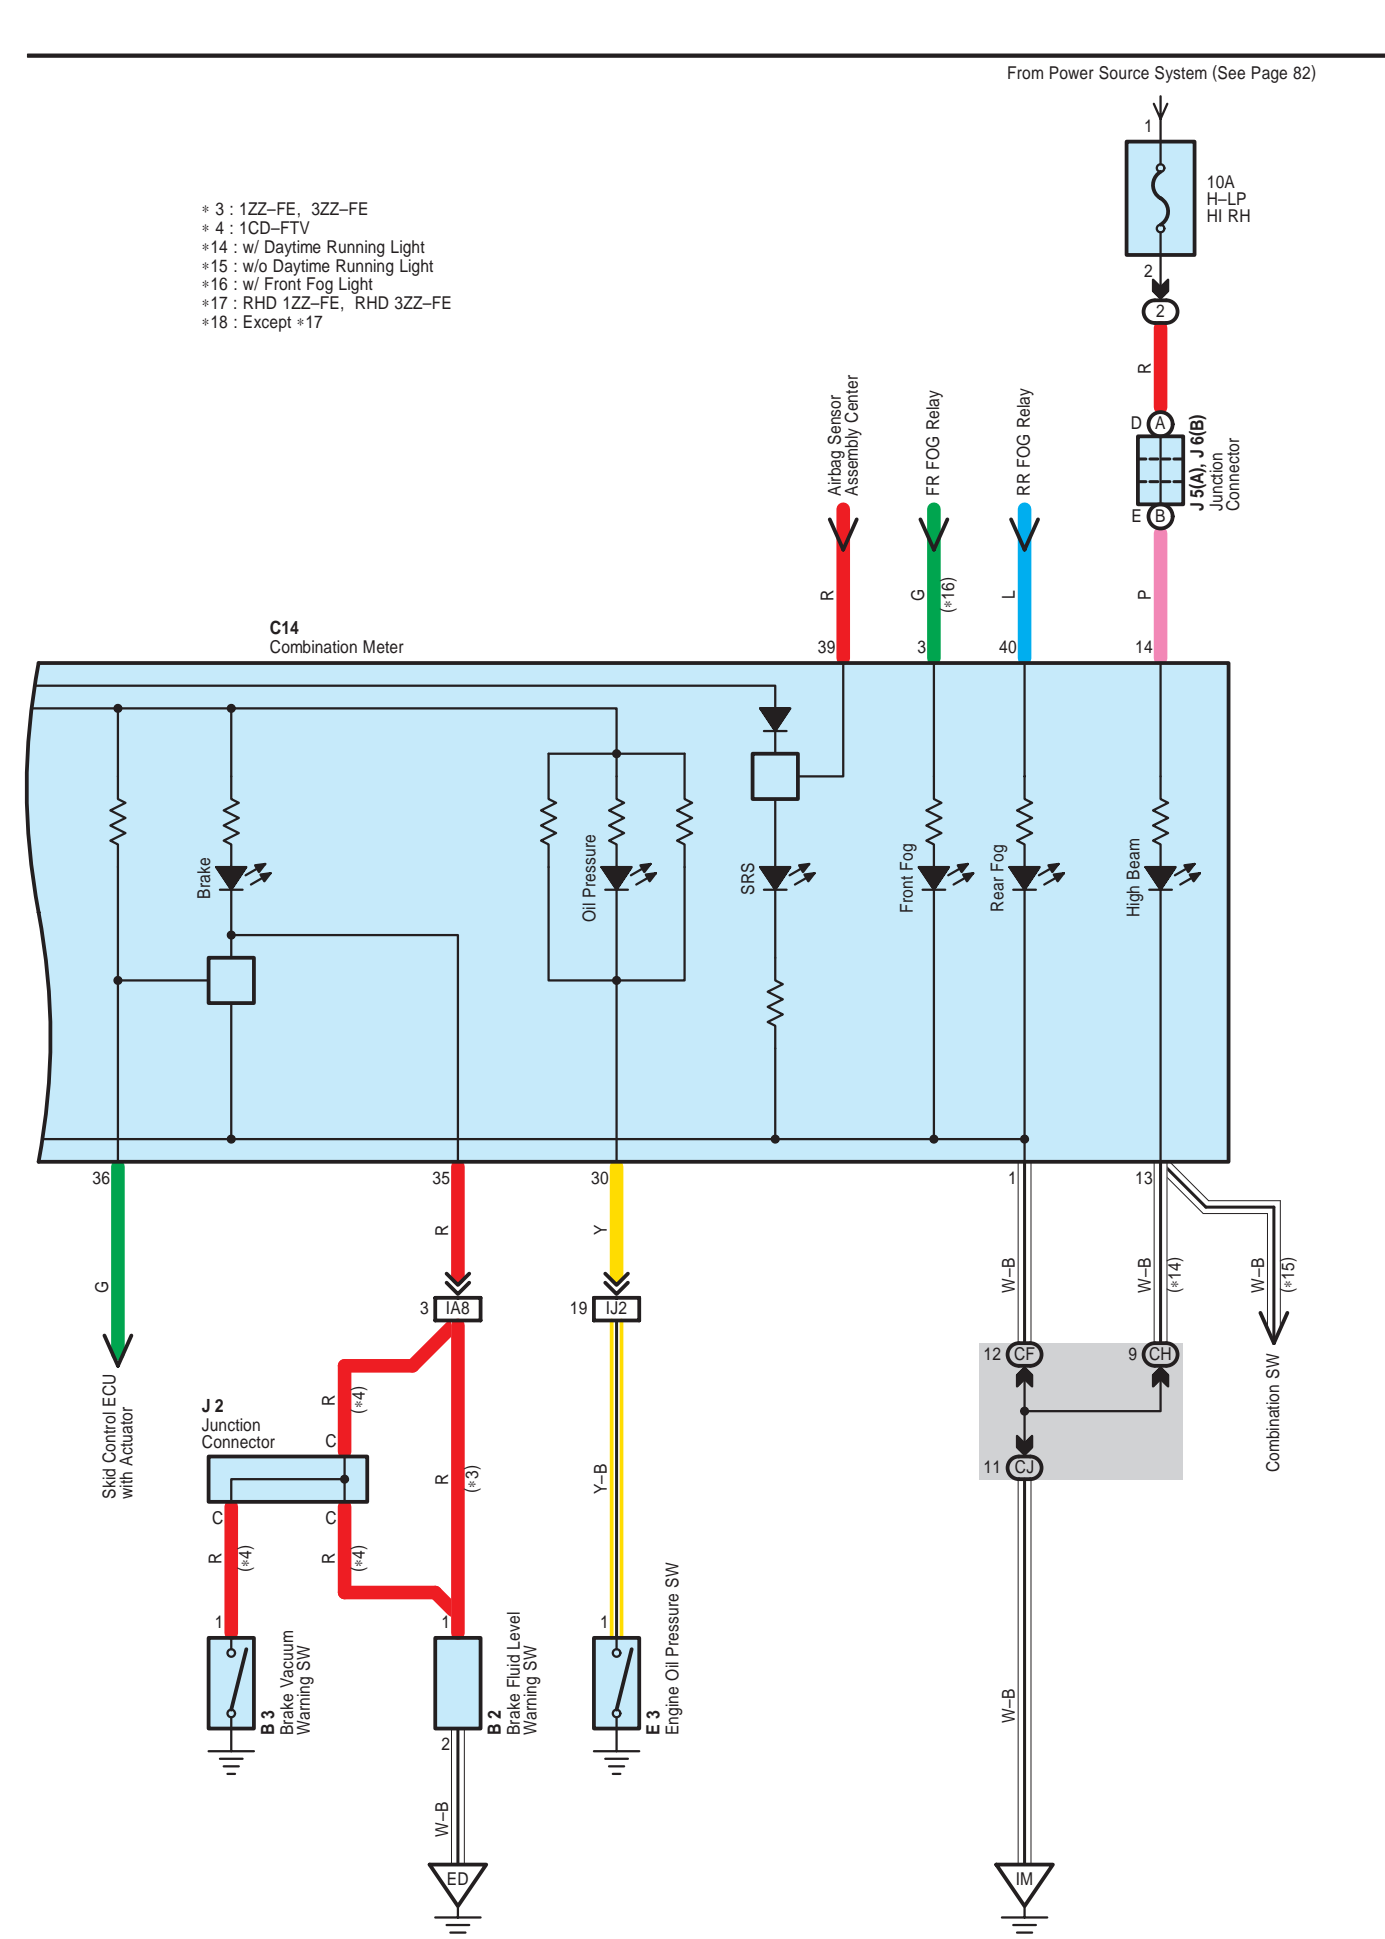 From Power Source System (See Page 82)
1
10A
H–LP
HI RH
2
2
∗ 3 : 1ZZ–FE, 3ZZ–FE
∗ 4 : 1CD–FTV
∗14 : w/ Daytime Running Light
∗15 : w/o Daytime Running Light
∗16 : w/ Front Fog Light
∗17 : RHD 1ZZ–FE, RHD 3ZZ–FE
∗18 : Except ∗17
R
D
A
J 5(A), J 6(B)
Junction
Connector
E
B
Airbag Sensor
Assembly Center
FR FOG Relay
RR FOG Relay
R
G
(∗16)
L
P
C14
Combination Meter
39
3
40
14
Brake
Oil Pressure
SRS
Front Fog
Rear Fog
High Beam
36
35
30
1
13
G
R
Y
W–B
W–B
(∗14)
W–B
(∗15)
3
IA8
19
IJ2
12
CF
9
CH
Skid Control ECU
with Actuator
Combination SW
R
(∗4)
J 2
Junction
Connector
C
R
(∗3)
Y–B
11
CJ
C
C
R
(∗4)
R
(∗4)
1
1
1
B 3
Brake Vacuum
Warning SW
B 2
Brake Fluid Level
Warning SW
E 3
Engine Oil Pressure SW
2
W–B
W–B
ED
IM